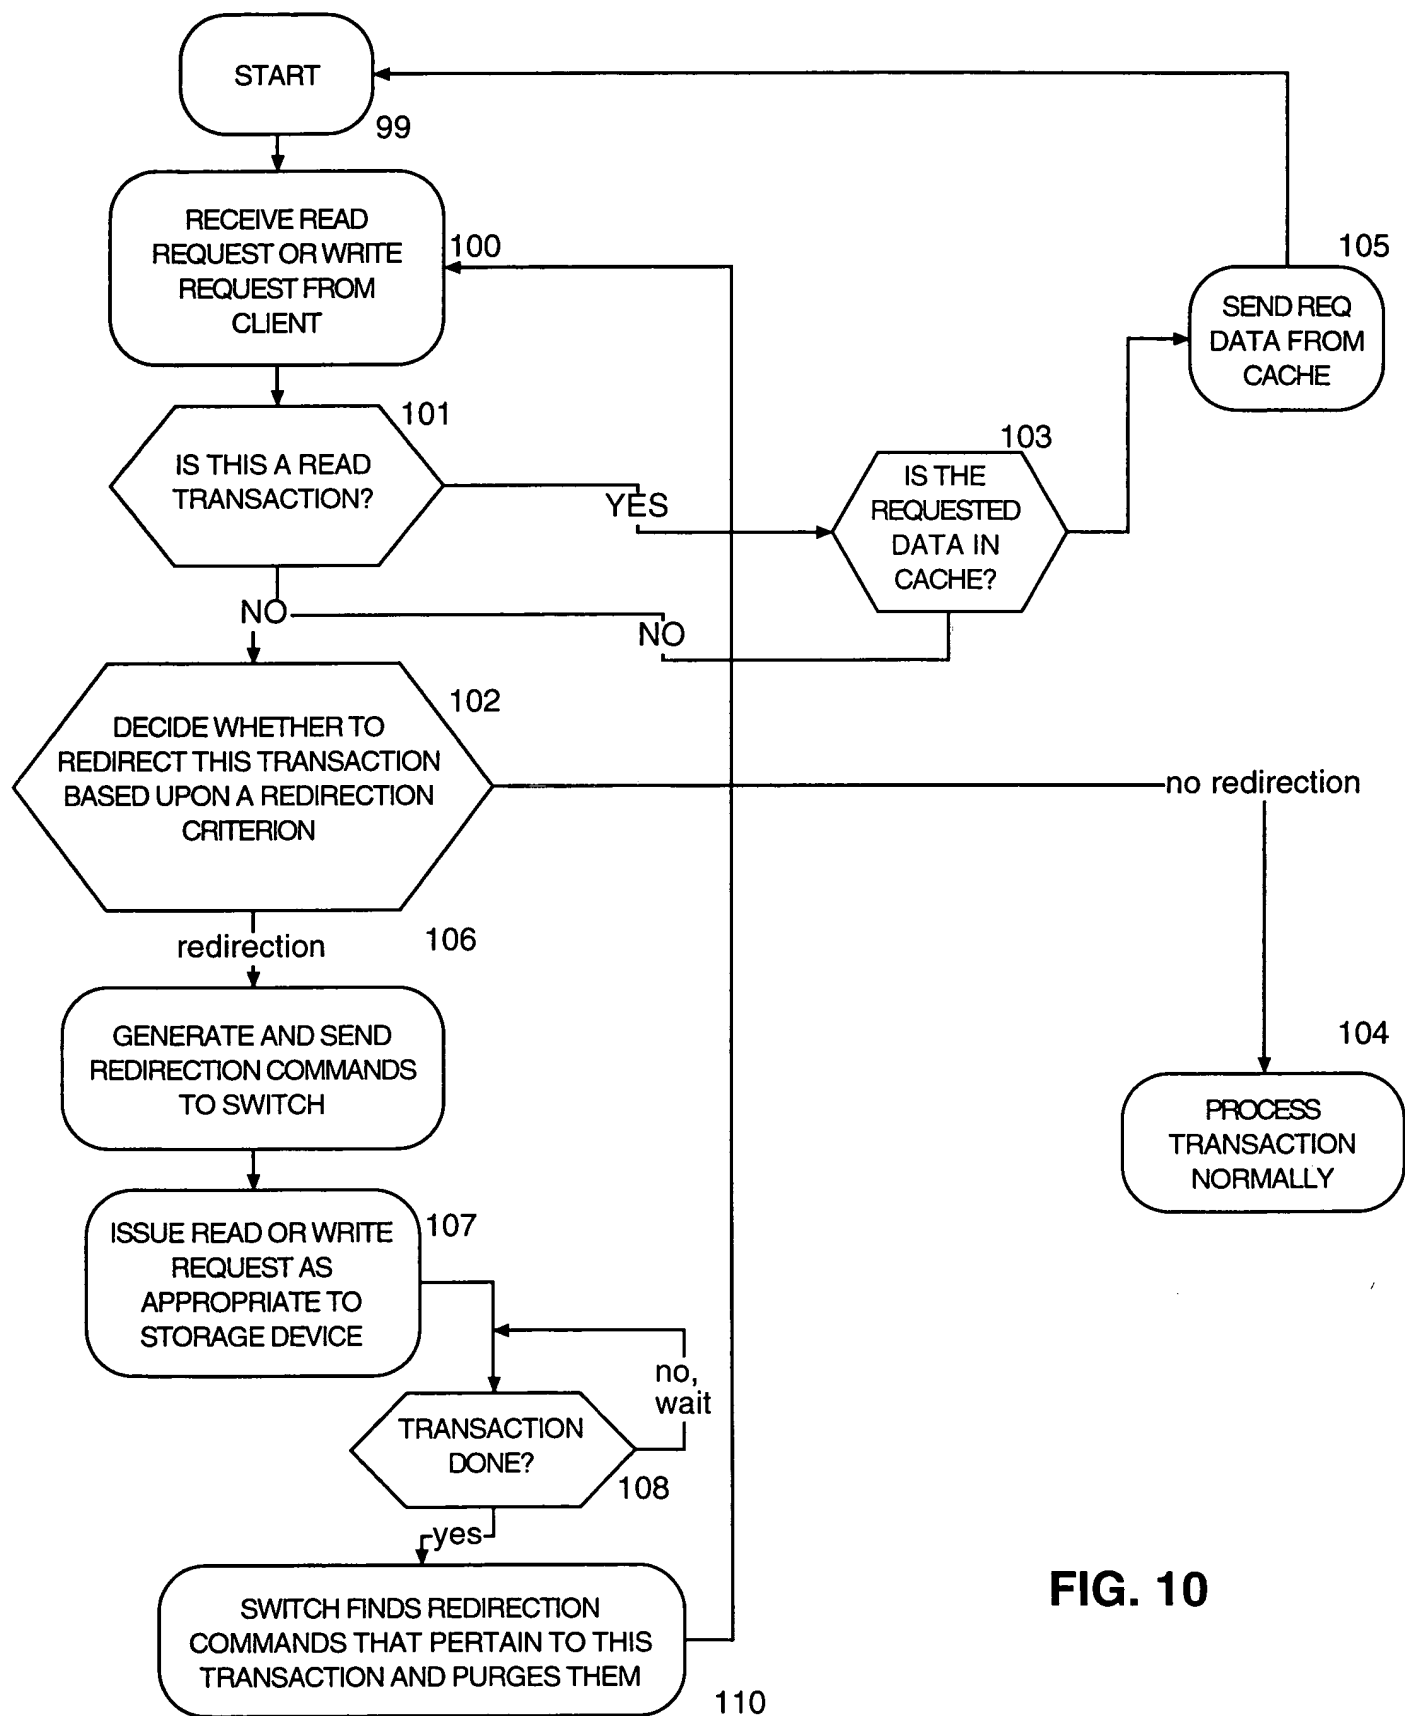 START
99
RECEIVE READ
REQUEST OR WRITE
REQUEST FROM
CLIENT
100
105
SEND REQ
DATA FROM
CACHE
101
IS THIS A READ
TRANSACTION?
YES
103
IS THE
REQUESTED
DATA IN
CACHE?
NO
NO
102
DECIDE WHETHER TO
REDIRECT THIS TRANSACTION
BASED UPON A REDIRECTION
CRITERION
no redirection
redirection
106
GENERATE AND SEND
REDIRECTION COMMANDS
TO SWITCH
104
PROCESS
TRANSACTION
NORMALLY
107
ISSUE READ OR WRITE
REQUEST AS
APPROPRIATE TO
STORAGE DEVICE
no,
wait
TRANSACTION
DONE?
108
yes
SWITCH FINDS REDIRECTION
COMMANDS THAT PERTAIN TO THIS
TRANSACTION AND PURGES THEM
110
FIG. 10